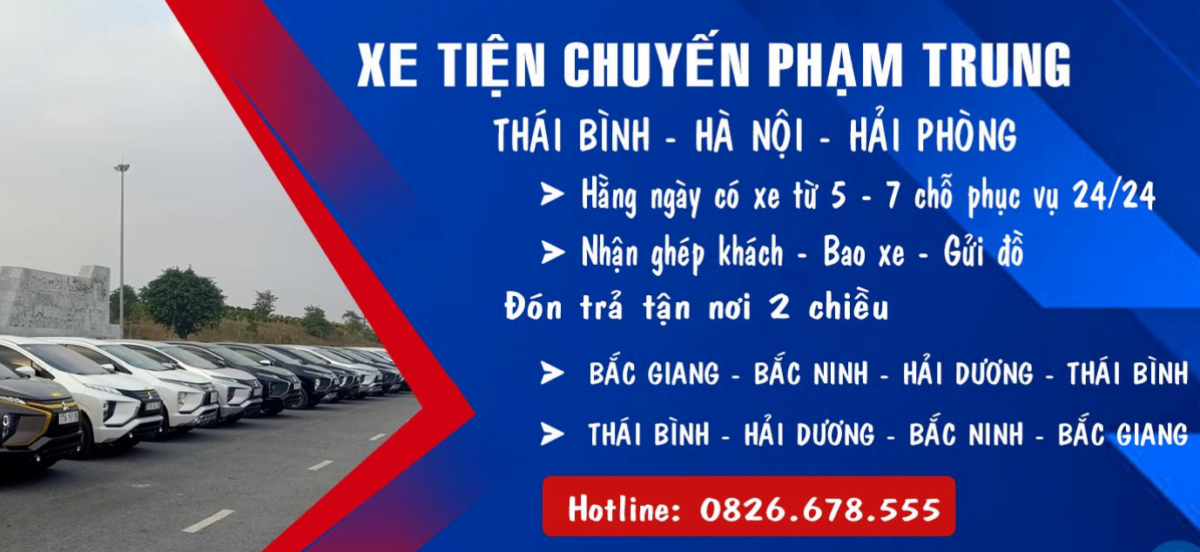 XE TIỆN CHUYẾN PHẠM TRUNG
THÁI BÌNH - HÀ NỘI - HẢI PHÒNG
➤ Hằng ngày có xe từ 5 - 7 chỗ phục vụ 24/24
➤ Nhận ghép khách - Bao xe - Gửi đồ
Đón trả tận nơi 2 chiều
➤ BẮC GIANG - BẮC NINH - HẢI DƯƠNG - THÁI BÌNH
➤ THÁI BÌNH - HẢI DƯƠNG - BẮC NINH - BẮC GIANG
Hotline: 0826.678.555